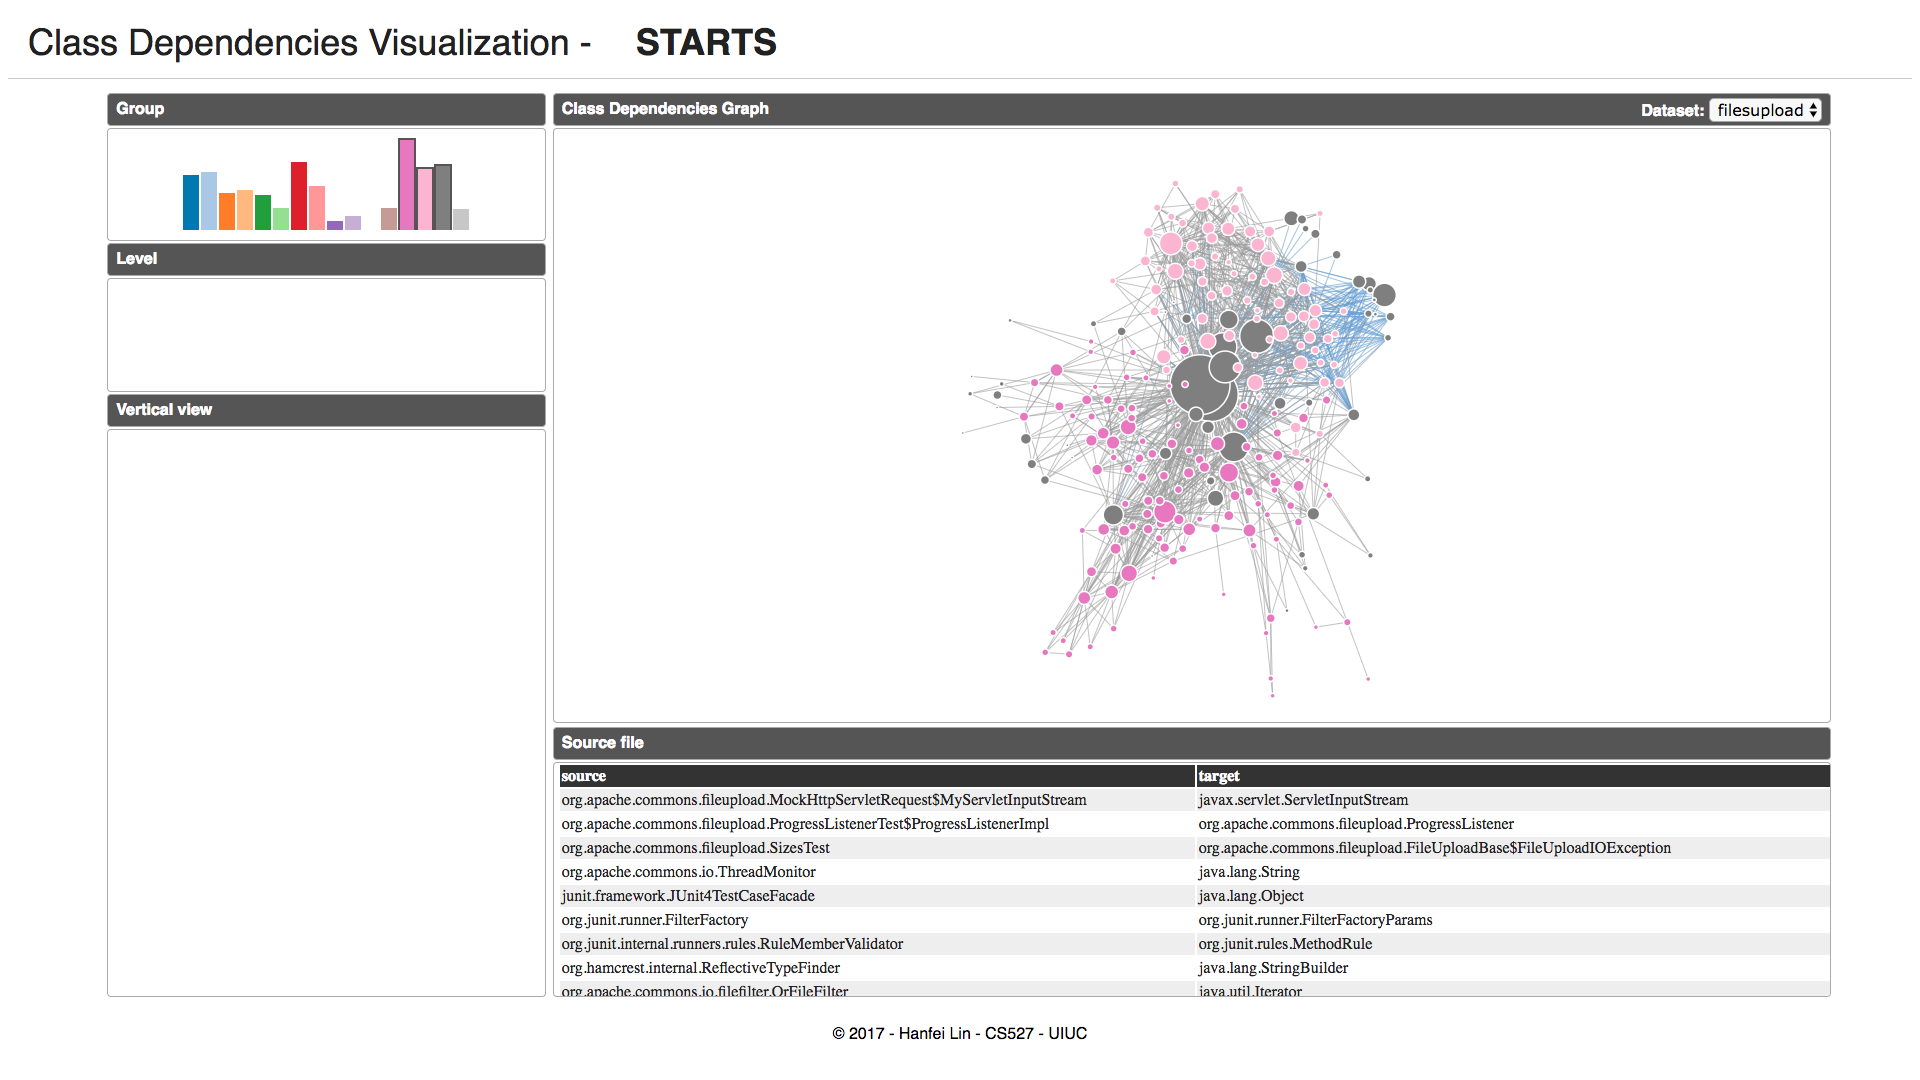 Class Dependencies Visualization - STARTS
Group
Class Dependencies Graph Dataset: filesupload
Level
Vertical view
Source file
source target
org.apache.commons.fileupload.MockHttpServletRequest$MyServletInputStream javax.servlet.ServletInputStream
org.apache.commons.fileupload.ProgressListenerTest$ProgressListenerImpl org.apache.commons.fileupload.ProgressListener
org.apache.commons.fileupload.SizesTest org.apache.commons.fileupload.FileUploadBase$FileUploadIOException
org.apache.commons.io.ThreadMonitor java.lang.String
junit.framework.JUnit4TestCaseFacade java.lang.Object
org.junit.runner.FilterFactory org.junit.runner.FilterFactoryParams
org.junit.internal.runners.rules.RuleMemberValidator org.junit.rules.MethodRule
org.hamcrest.internal.ReflectiveTypeFinder java.lang.StringBuilder
org.apache.commons.io.filefilter.OrFileFilter java.util.Iterator
© 2017 - Hanfei Lin - CS527 - UIUC